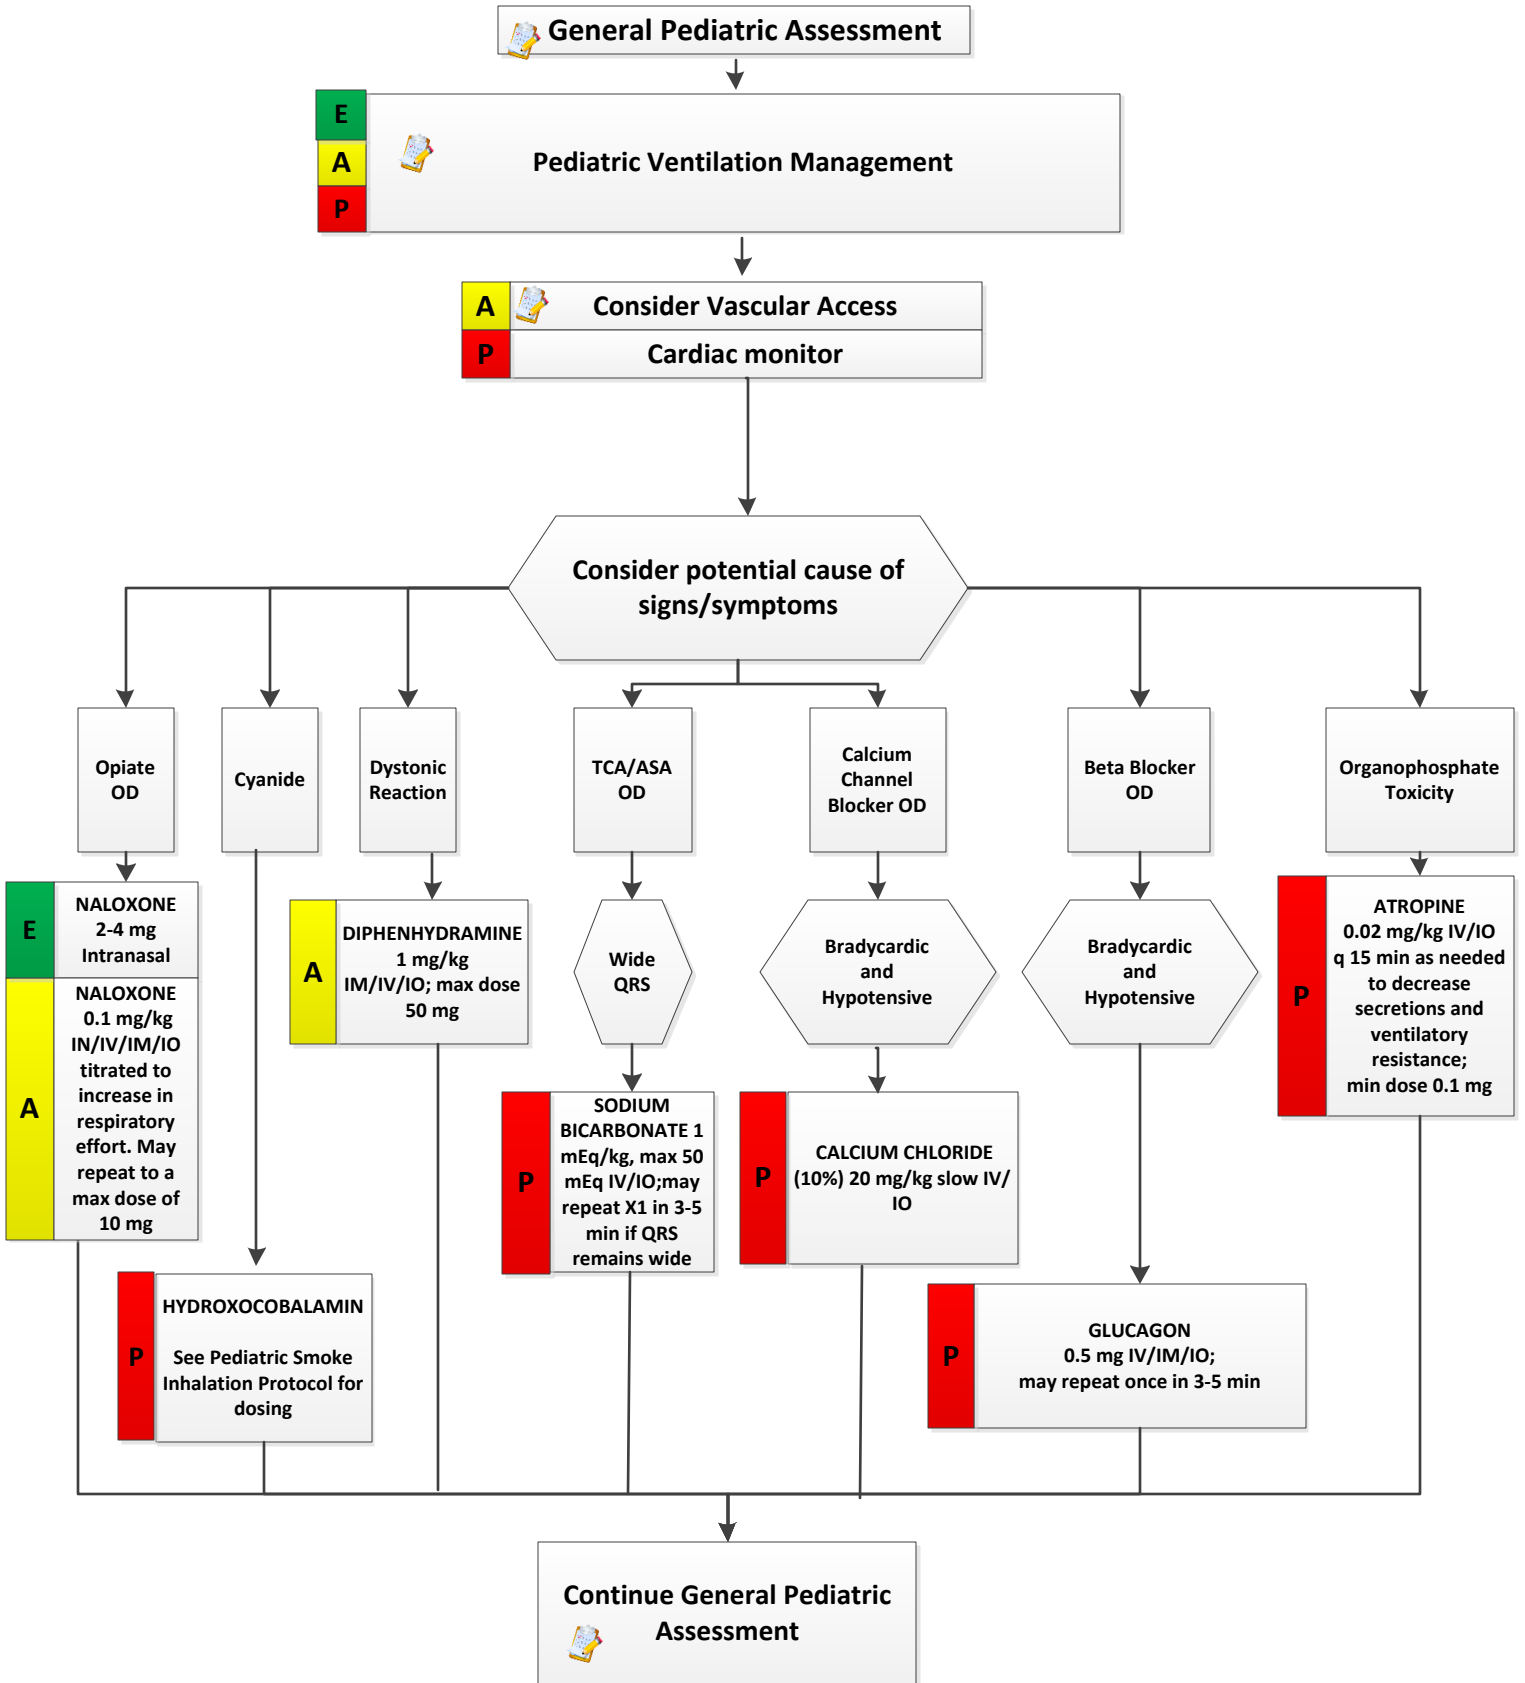 General Pediatric Assessment
E
A
P
Pediatric Ventilation Management
A
Consider Vascular Access
P
Cardiac monitor
Consider potential cause of
signs/symptoms
Opiate
OD
Cyanide
Dystonic
Reaction
TCA/ASA
OD
Calcium
Channel
Blocker OD
Beta Blocker
OD
Organophosphate
Toxicity
E
NALOXONE
2-4 mg
Intranasal
A
NALOXONE
0.1 mg/kg
IN/IV/IM/IO
titrated to
increase in
respiratory
effort. May
repeat to a
max dose of
10 mg
P
HYDROXOCOBALAMIN
See Pediatric Smoke
Inhalation Protocol for
dosing
A
DIPHENHYDRAMINE
1 mg/kg
IM/IV/IO; max dose
50 mg
Wide
QRS
P
SODIUM
BICARBONATE 1
mEq/kg, max 50
mEq IV/IO;may
repeat X1 in 3-5
min if QRS
remains wide
Bradycardic
and
Hypotensive
P
CALCIUM CHLORIDE
(10%) 20 mg/kg slow IV/
IO
Bradycardic
and
Hypotensive
P
GLUCAGON
0.5 mg IV/IM/IO;
may repeat once in 3-5 min
P
ATROPINE
0.02 mg/kg IV/IO
q 15 min as needed
to decrease
secretions and
ventilatory
resistance;
min dose 0.1 mg
Continue General Pediatric
Assessment